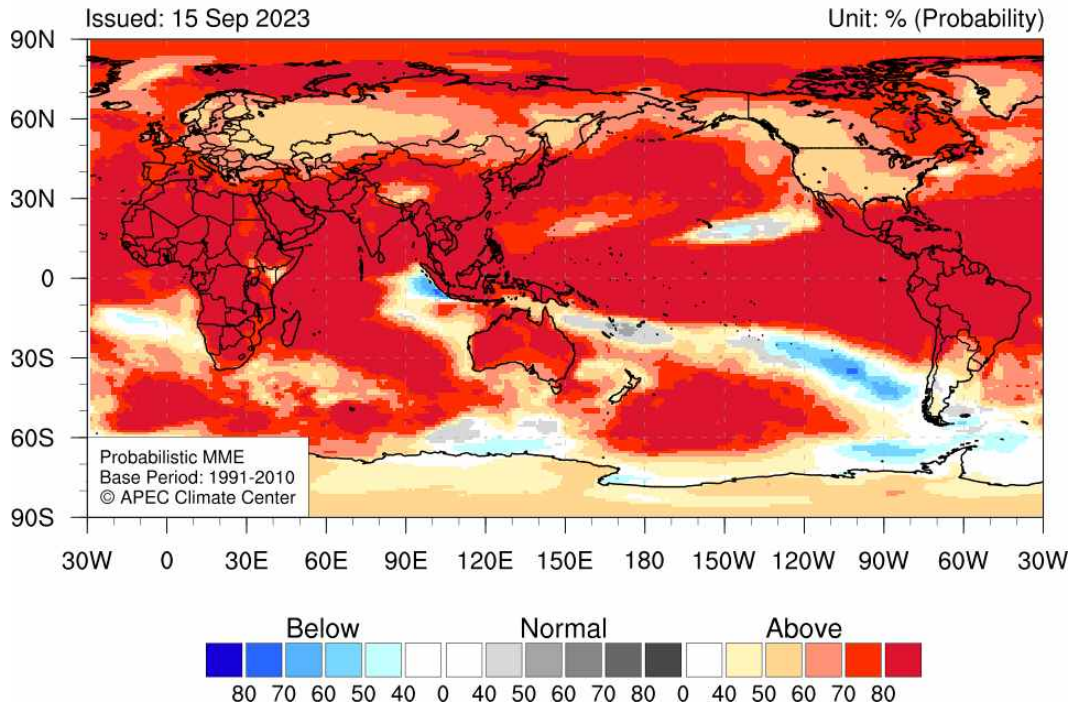 Issued: 15 Sep 2023 Unit: % (Probability)
90N
60N
30N
0
30S
60S
90S
Probabilistic MME
Base Period: 1991-2010
© APEC Climate Center
30W 0 30E 60E 90E 120E 150E 180 150W 120W 90W 60W 30W
Below Normal Above
80 70 60 50 40 0 40 50 60 70 80 0 40 50 60 70 80